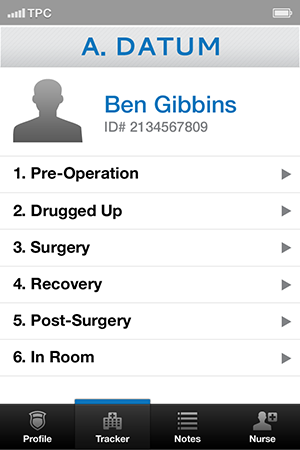 TPC
A. DATUM
Ben Gibbins
ID# 2134567809
1. Pre-Operation
2. Drugged Up
3. Surgery
4. Recovery
5. Post-Surgery
6. In Room
Profile Tracker Notes Nurse